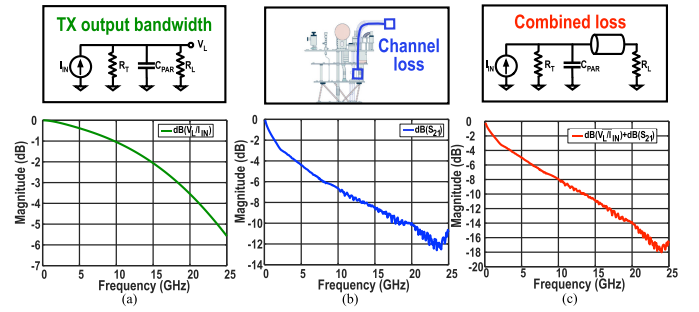 TX output bandwidth
V_L
I_IN
R_T
C_PAR
R_L
Channel
loss
Combined loss
I_IN
R_T
C_PAR
R_L
0
-1
-2
-3
-4
-5
-6
-7
Magnitude (dB)
dB(V_L/I_IN)
0 5 10 15 20 25
Frequency (GHz)
(a)
0
-2
-4
-6
-8
-10
-12
-14
Magnitude (dB)
dB(S_21)
0 5 10 15 20 25
Frequency (GHz)
(b)
0
-2
-4
-6
-8
-10
-12
-14
-16
-18
-20
Magnitude (dB)
dB(V_L/I_IN)+dB(S_21)
0 5 10 15 20 25
Frequency (GHz)
(c)